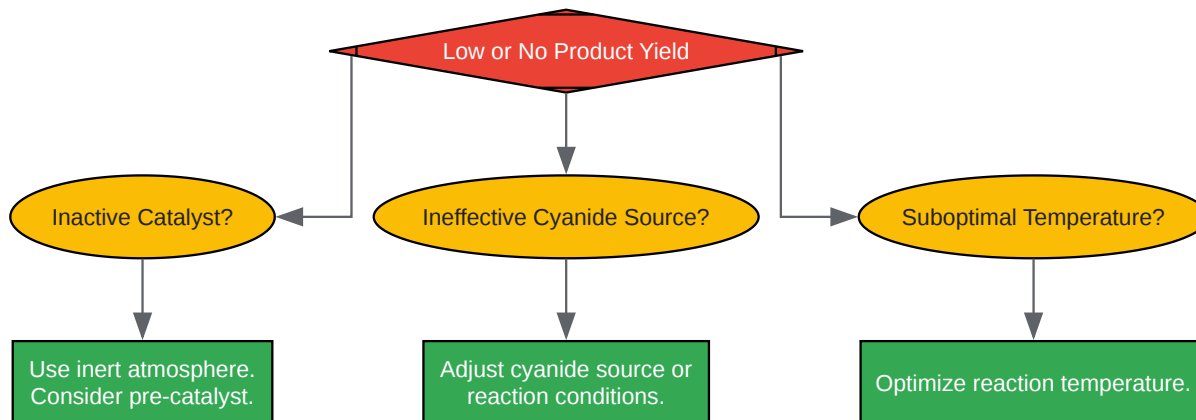 Low or No Product Yield
Inactive Catalyst?
Ineffective Cyanide Source?
Suboptimal Temperature?
Use inert atmosphere.
Consider pre-catalyst.
Adjust cyanide source or
reaction conditions.
Optimize reaction temperature.